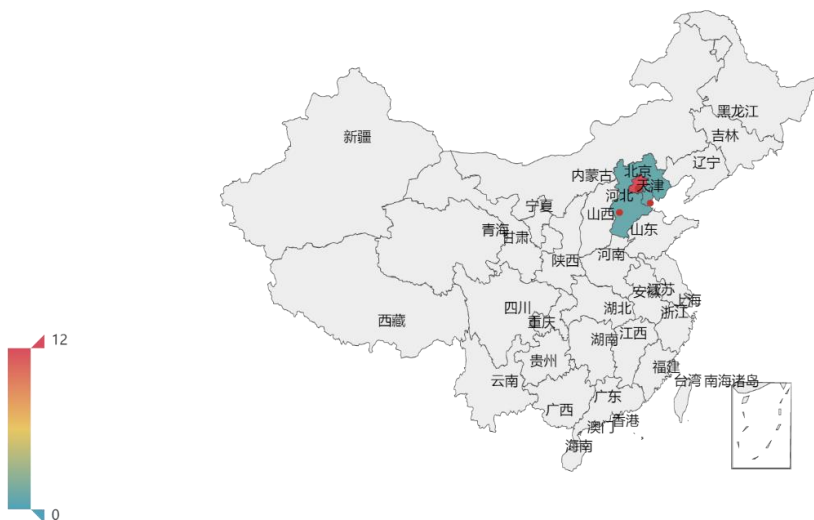 黑龙江
吉林
新疆
辽宁
北京
内蒙古
天津
河北
宁夏
山西
青海
甘肃
山东
河南
陕西
江苏
安徽
上海
四川
湖北
浙江
西藏
重庆
12
湖南
江西
贵州
福建
云南
台湾
南海诸岛
广东
广西
香港
澳门
海南
0